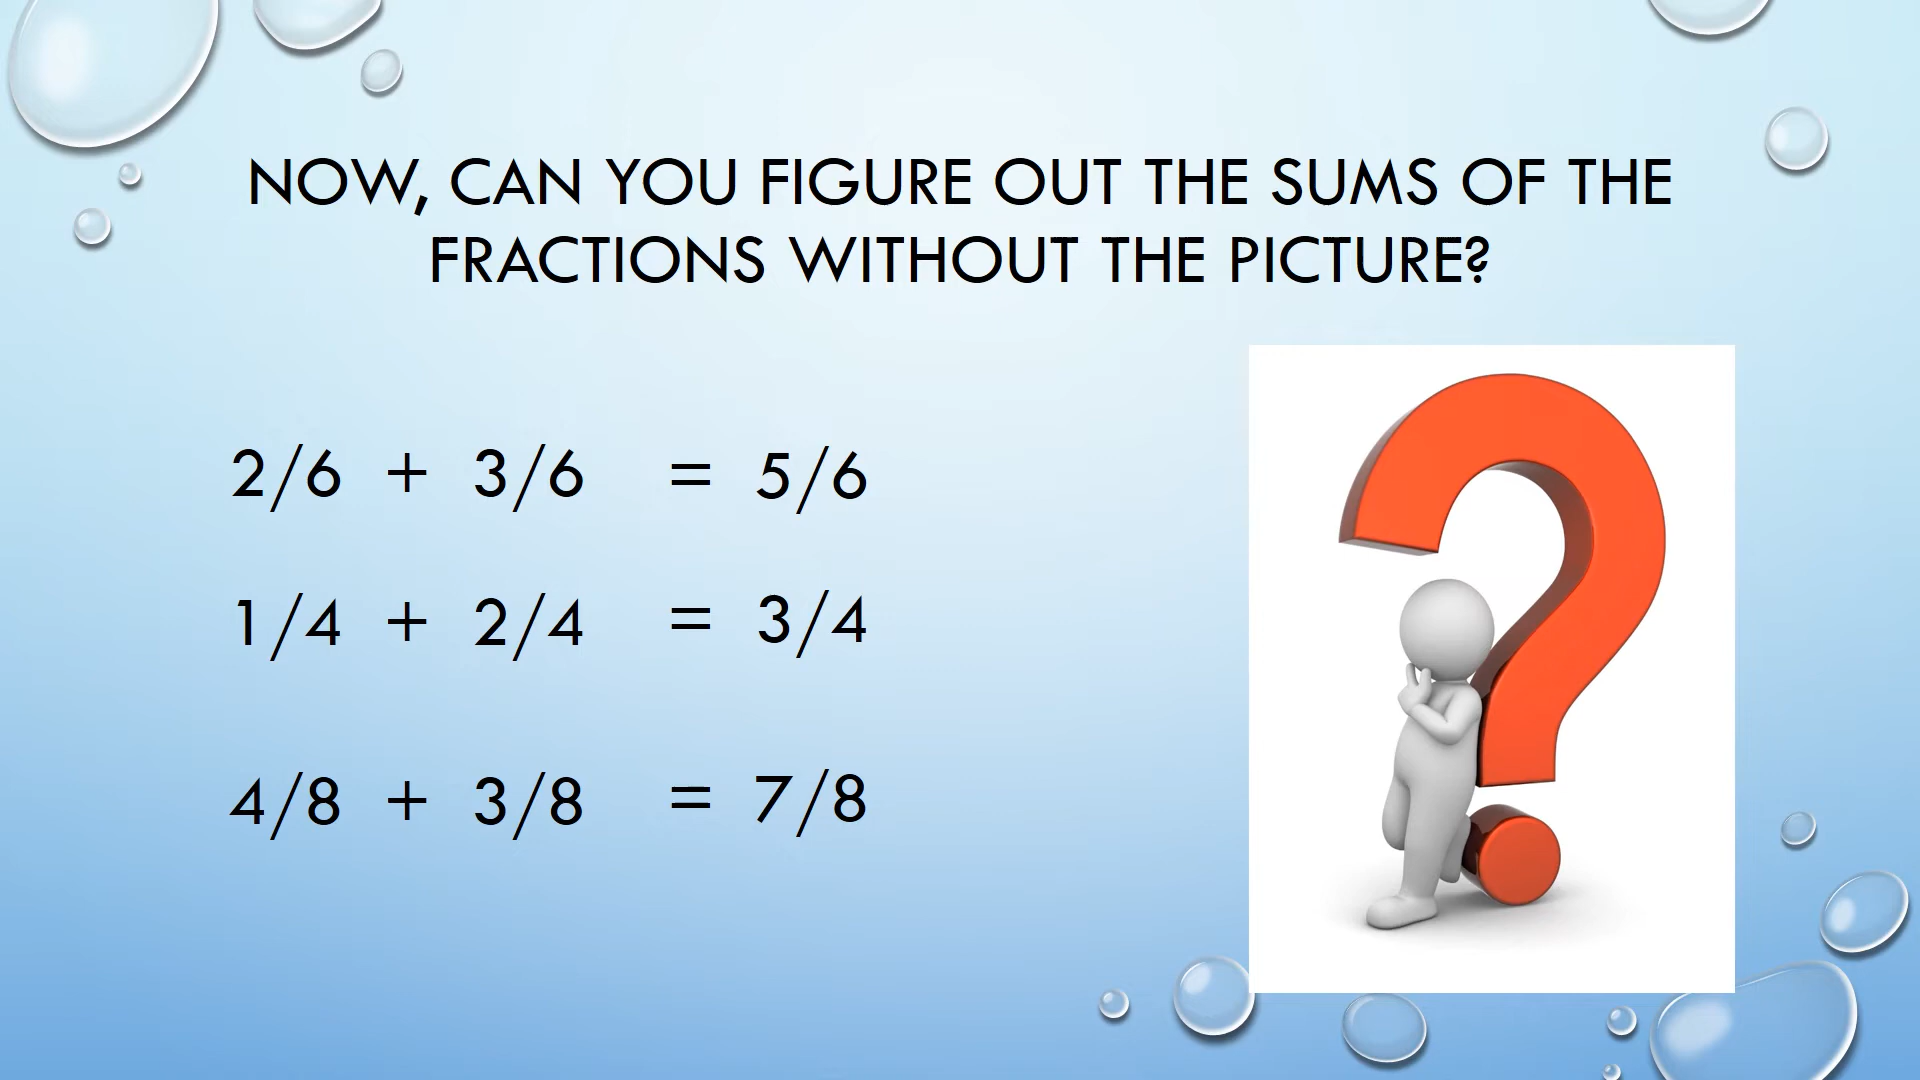 NOW, CAN YOU FIGURE OUT THE SUMS OF THE
FRACTIONS WITHOUT THE PICTURE?
2/6 + 3/6 = 5/6
1/4 + 2/4 = 3/4
4/8 + 3/8 = 7/8